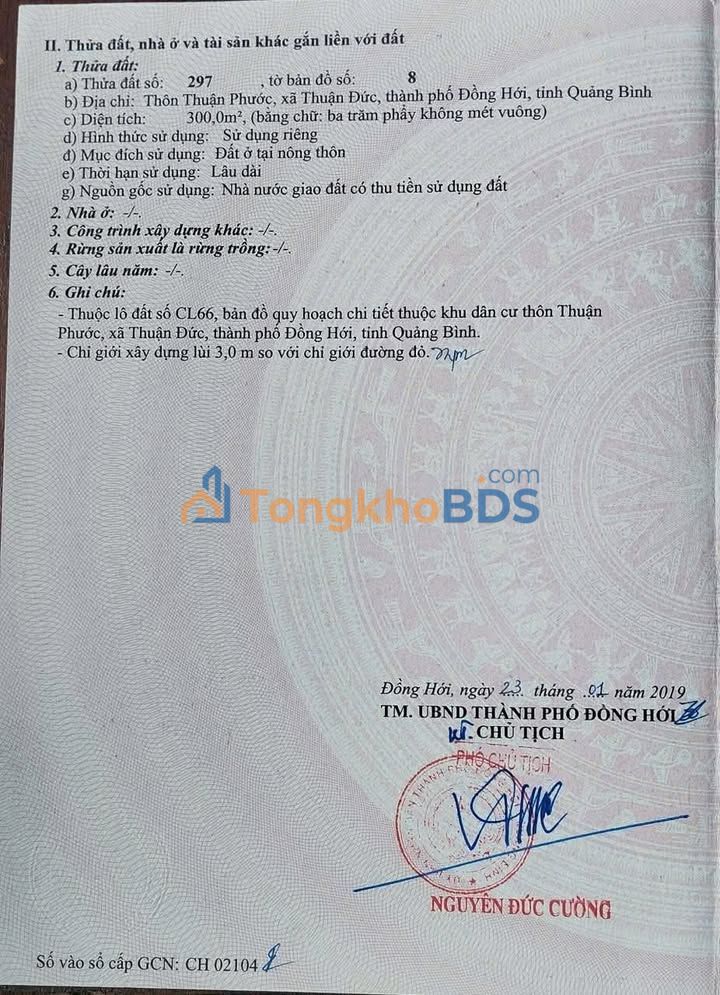 II. Thửa đất, nhà ở và tài sản khác gắn liền với đất
1. Thửa đất:
a) Thửa đất số: 297 , tờ bản đồ số: 8
b) Địa chỉ: Thôn Thuận Phước, xã Thuận Đức, thành phố Đồng Hới, tỉnh Quảng Bình
c) Diện tích: 300,0m², (bằng chữ: ba trăm phẩy không mét vuông)
d) Hình thức sử dụng: Sử dụng riêng
đ) Mục đích sử dụng: Đất ở tại nông thôn
e) Thời hạn sử dụng: Lâu dài
g) Nguồn gốc sử dụng: Nhà nước giao đất có thu tiền sử dụng đất
2. Nhà ở: -/-.
3. Công trình xây dựng khác: -/-.
4. Rừng sản xuất là rừng trồng: -/-.
5. Cây lâu năm: -/-.
6. Ghi chú:
- Thuộc lô đất số CL66, bản đồ quy hoạch chi tiết thuộc khu dân cư thôn Thuận
Phước, xã Thuận Đức, thành phố Đồng Hới, tỉnh Quảng Bình.
- Chỉ giới xây dựng lùi 3,0 m so với chỉ giới đường đỏ.
TongkhoBDS.com
Đồng Hới, ngày 23 tháng 01 năm 2019
TM. UBND THÀNH PHỐ ĐỒNG HỚI
KT. CHỦ TỊCH
PHÓ CHỦ TỊCH
NGUYỄN ĐỨC CƯỜNG
Số vào sổ cấp GCN: CH 02104